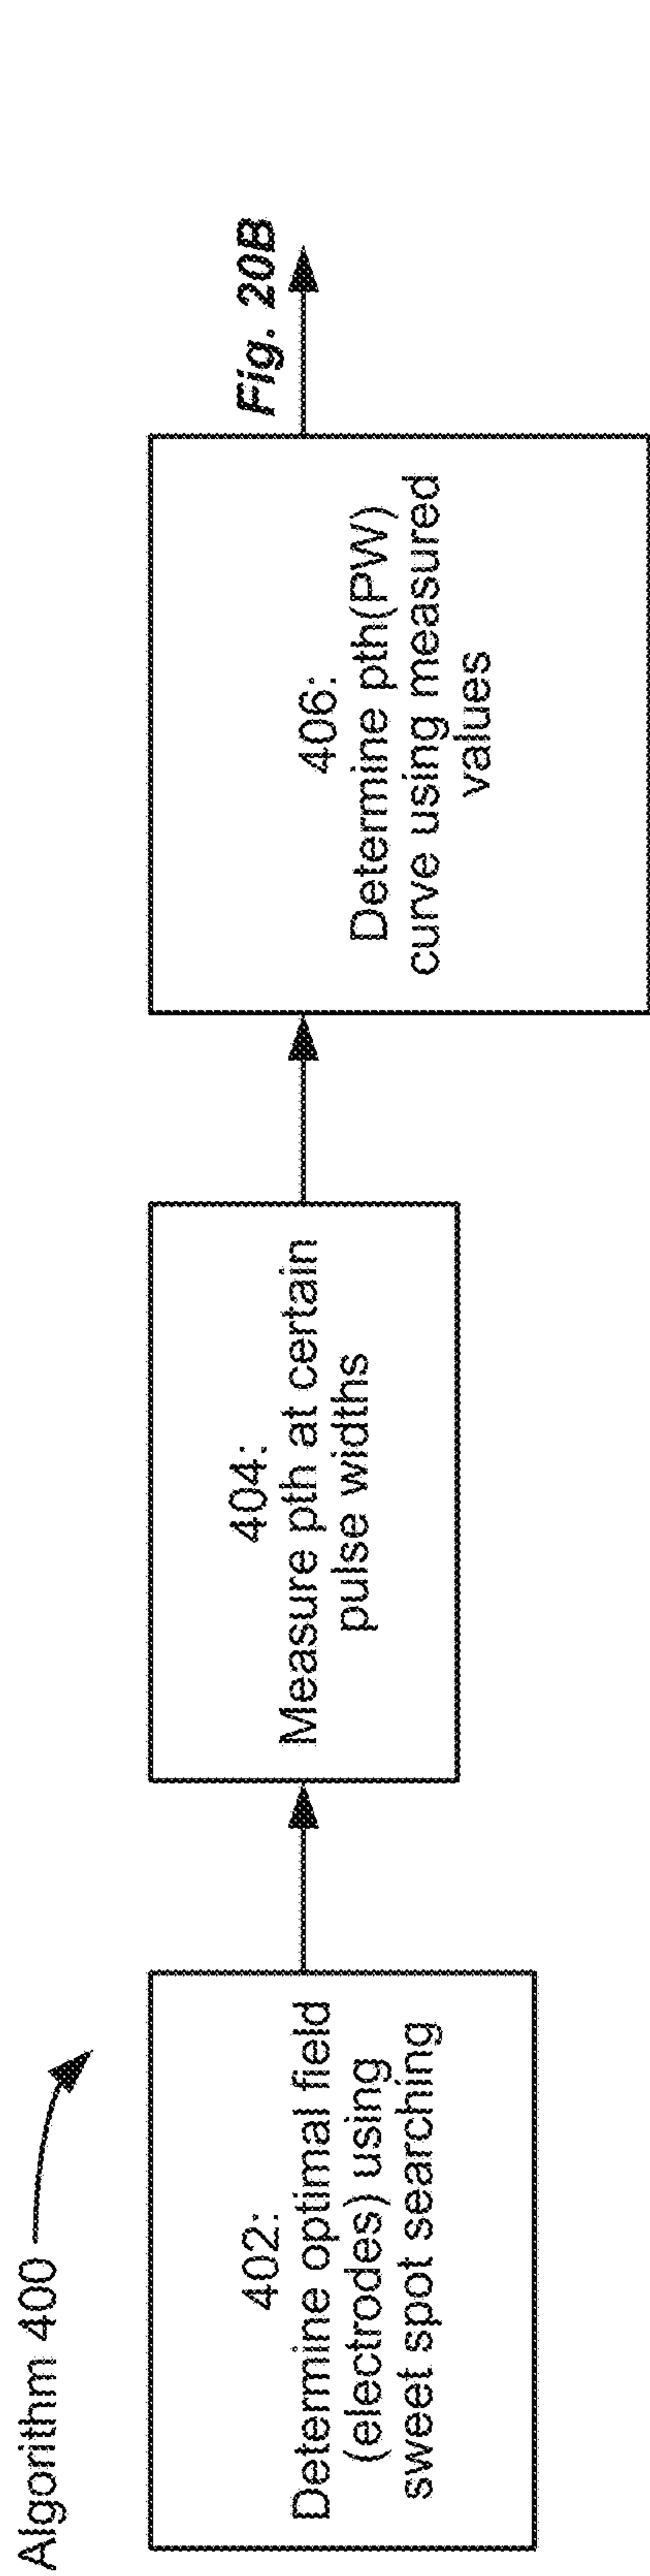 Algorithm 400
402:
Determine optimal field
(electrodes) using
sweet spot searching
404:
Measure pth at certain
pulse widths
406:
Determine pth(PW)
curve using measured
values
Fig. 20B